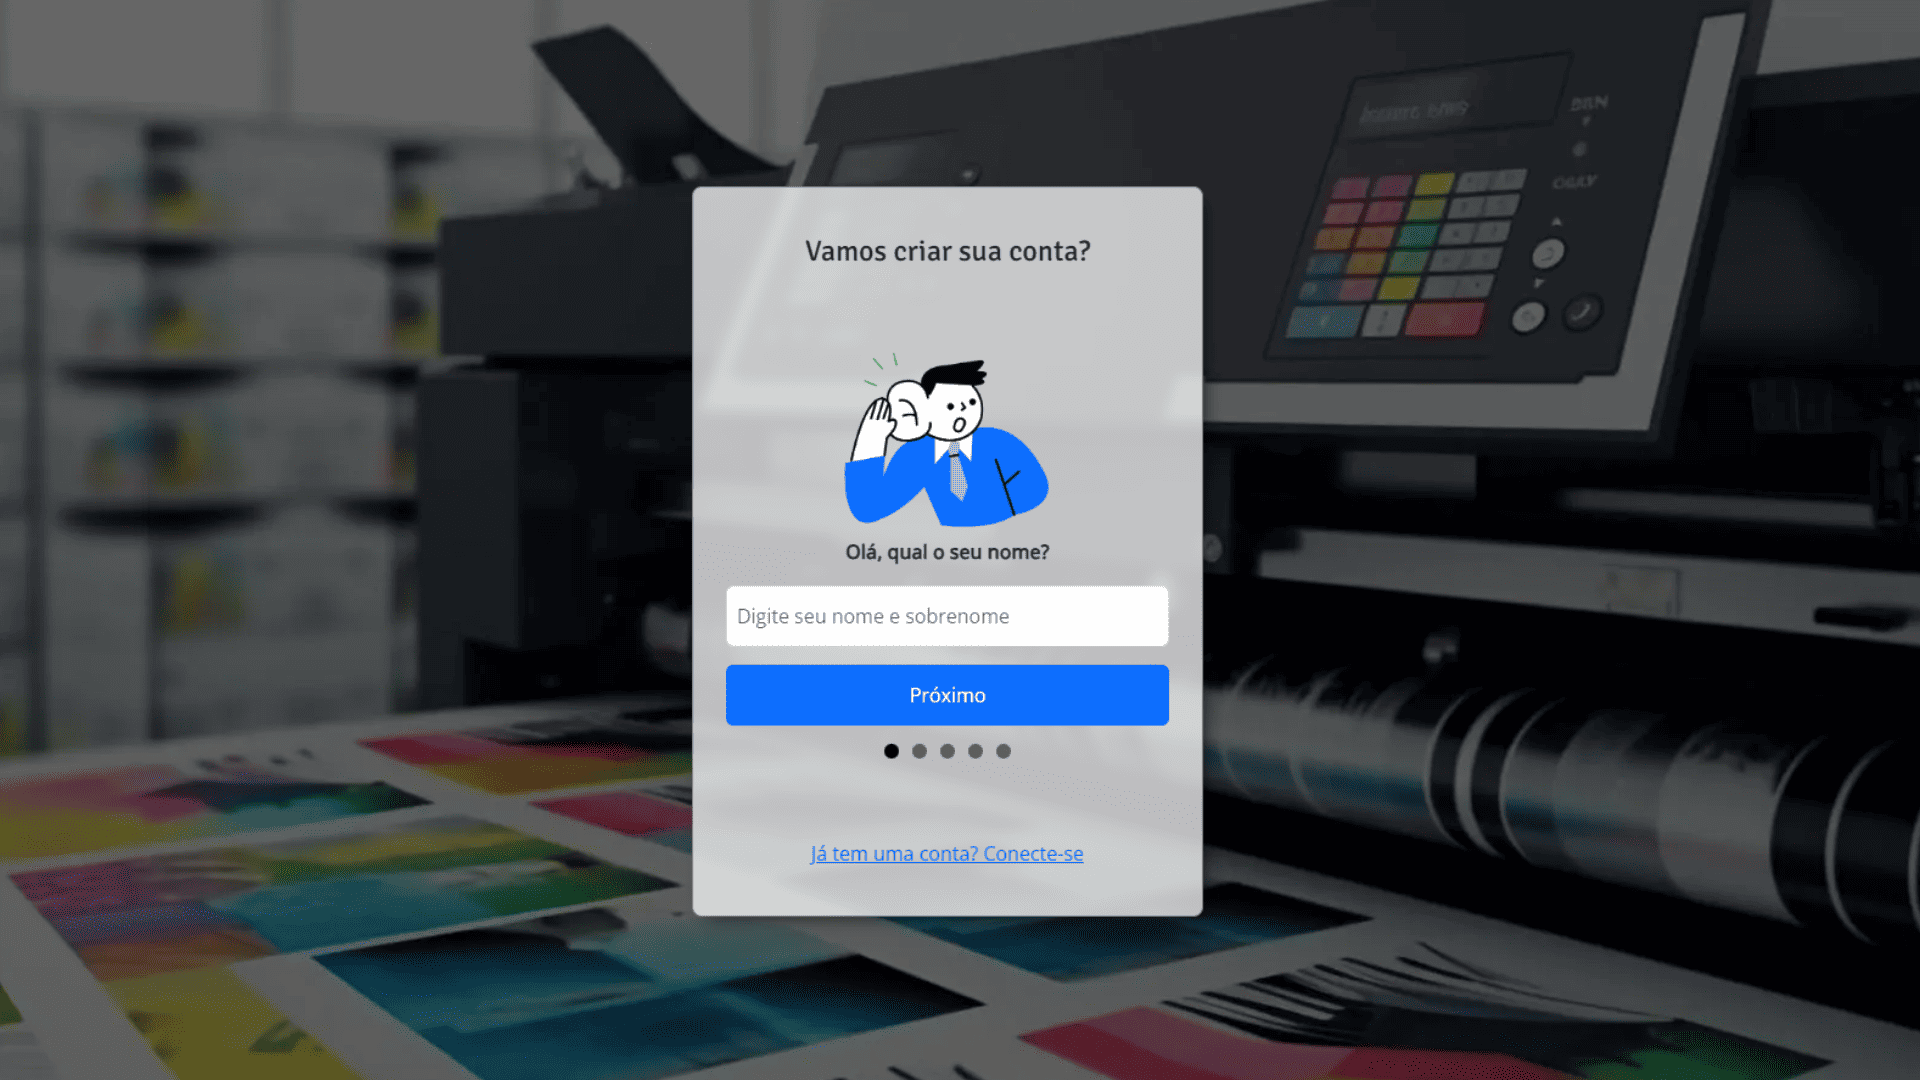 Vamos criar sua conta?
Olá, qual o seu nome?
Digite seu nome e sobrenome
Próximo
Já tem uma conta? Conecte-se